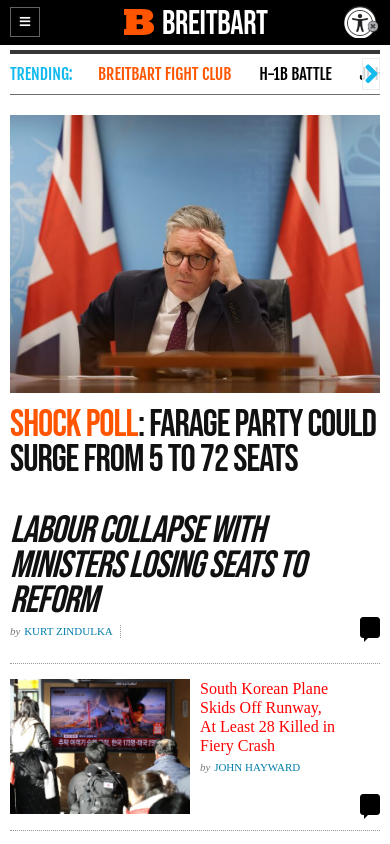 BREITBART
TRENDING:
BREITBART FIGHT CLUB
H-1B BATTLE
SHOCK POLL: FARAGE PARTY COULD
SURGE FROM 5 TO 72 SEATS
LABOUR COLLAPSE WITH
MINISTERS LOSING SEATS TO
REFORM
by KURT ZINDULKA
South Korean Plane
Skids Off Runway,
At Least 28 Killed in
Fiery Crash
by JOHN HAYWARD